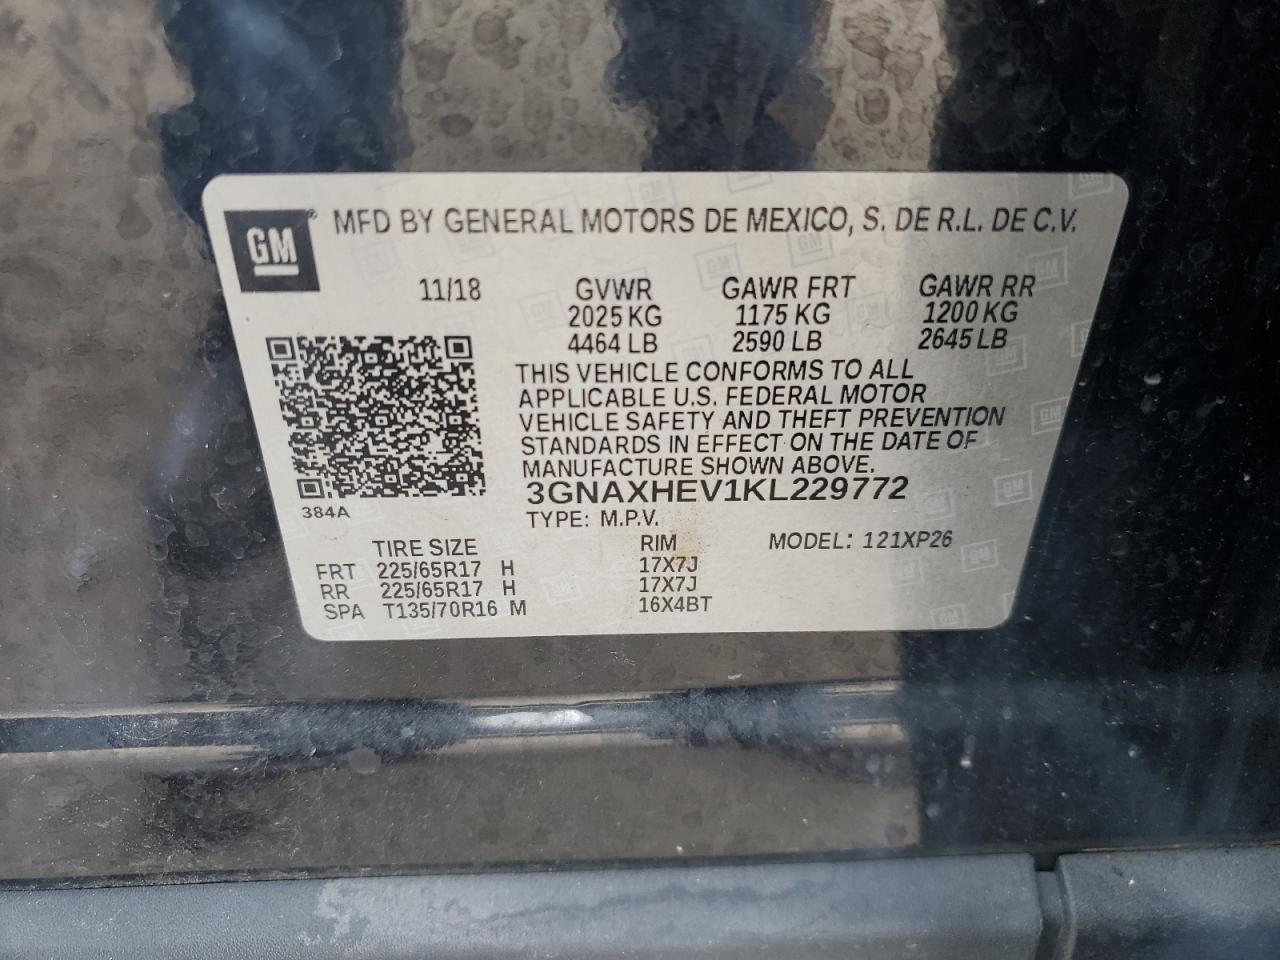 GM® MFD BY GENERAL MOTORS DE MEXICO, S. DE R.L. DE C.V.
11/18 GVWR GAWR FRT GAWR RR
2025 KG 1175 KG 1200 KG
4464 LB 2590 LB 2645 LB
THIS VEHICLE CONFORMS TO ALL
APPLICABLE U.S. FEDERAL MOTOR
VEHICLE SAFETY AND THEFT PREVENTION
STANDARDS IN EFFECT ON THE DATE OF
MANUFACTURE SHOWN ABOVE.
3GNAXHEV1KL229772
384A
TYPE: M.P.V.
TIRE SIZE RIM MODEL: 121XP26
FRT 225/65R17 H 17X7J
RR 225/65R17 H 17X7J
SPA T135/70R16 M 16X4BT